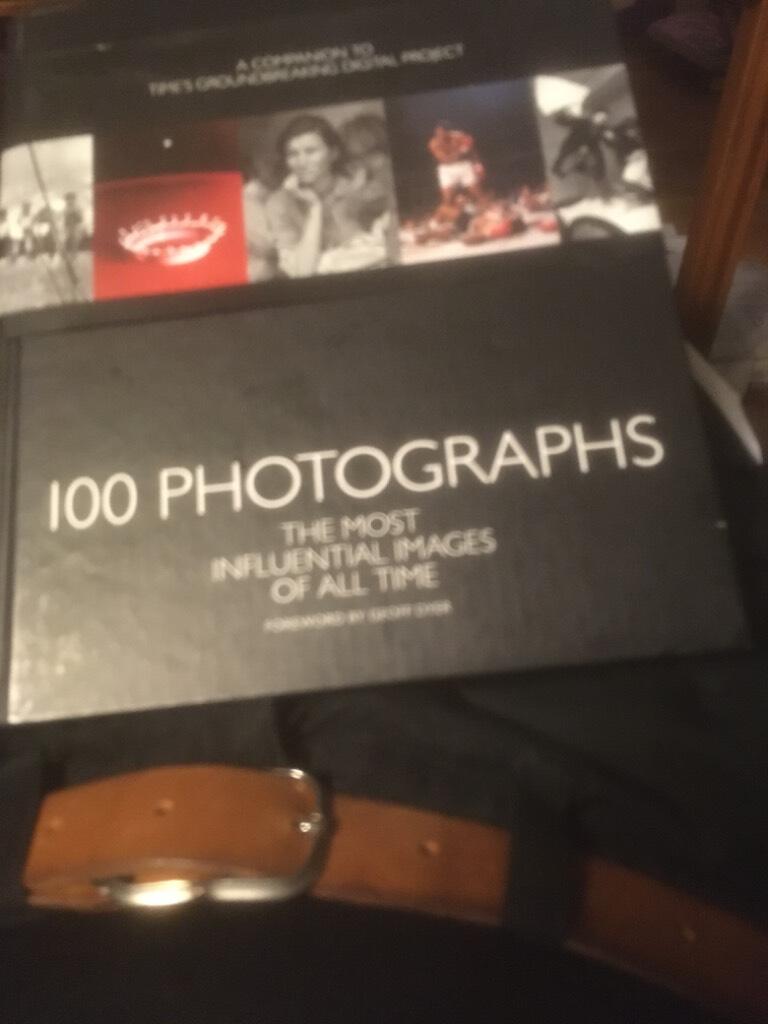 A COMPANION TO
TIME'S GROUNDBREAKING DIGITAL PROJECT
100 PHOTOGRAPHS
THE MOST
INFLUENTIAL IMAGES
OF ALL TIME
FOREWORD BY GEOFF DYER